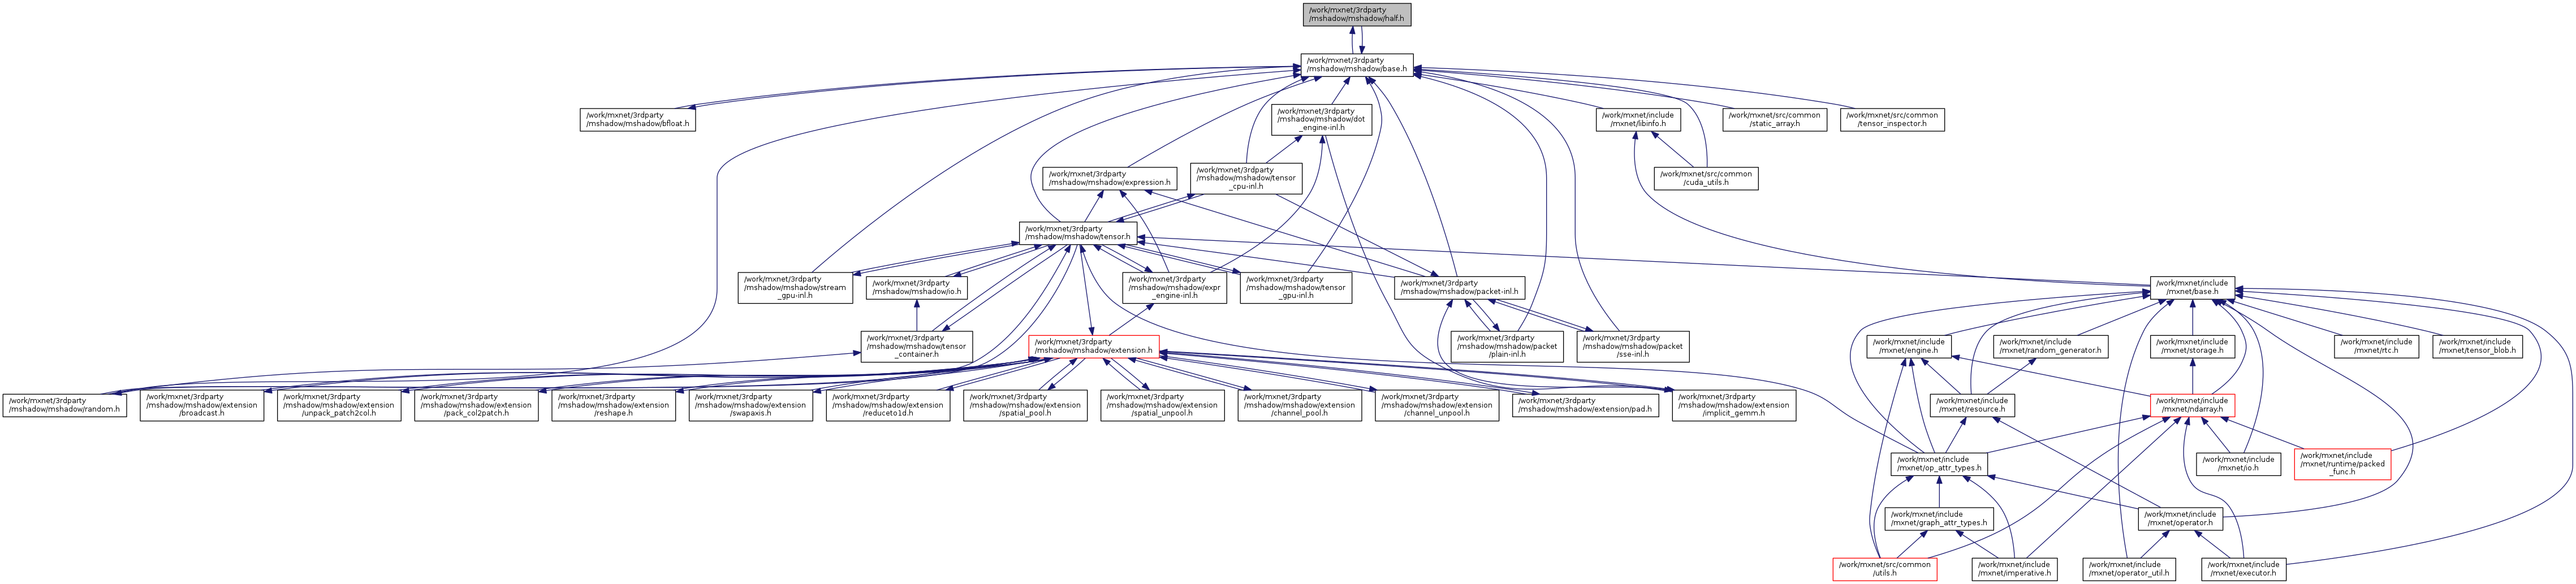 /work/mxnet/3rdparty
/mshadow/mshadow/half.h
/work/mxnet/3rdparty
/mshadow/mshadow/base.h
/work/mxnet/3rdparty
/mshadow/mshadow/bfloat.h
/work/mxnet/3rdparty
/mshadow/mshadow/dot
_engine-inl.h
/work/mxnet/include
/mxnet/libinfo.h
/work/mxnet/src/common
/static_array.h
/work/mxnet/src/common
/tensor_inspector.h
/work/mxnet/3rdparty
/mshadow/mshadow/expression.h
/work/mxnet/3rdparty
/mshadow/mshadow/tensor
_cpu-inl.h
/work/mxnet/src/common
/cuda_utils.h
/work/mxnet/3rdparty
/mshadow/mshadow/tensor.h
/work/mxnet/3rdparty
/mshadow/mshadow/stream
_gpu-inl.h
/work/mxnet/3rdparty
/mshadow/mshadow/io.h
/work/mxnet/3rdparty
/mshadow/mshadow/expr
_engine-inl.h
/work/mxnet/3rdparty
/mshadow/mshadow/tensor
_gpu-inl.h
/work/mxnet/3rdparty
/mshadow/mshadow/packet-inl.h
/work/mxnet/include
/mxnet/base.h
/work/mxnet/3rdparty
/mshadow/mshadow/tensor
_container.h
/work/mxnet/3rdparty
/mshadow/mshadow/extension.h
/work/mxnet/3rdparty
/mshadow/mshadow/packet
/plain-inl.h
/work/mxnet/3rdparty
/mshadow/mshadow/packet
/sse-inl.h
/work/mxnet/include
/mxnet/engine.h
/work/mxnet/include
/mxnet/random_generator.h
/work/mxnet/include
/mxnet/storage.h
/work/mxnet/include
/mxnet/rtc.h
/work/mxnet/include
/mxnet/tensor_blob.h
/work/mxnet/3rdparty
/mshadow/mshadow/random.h
/work/mxnet/3rdparty
/mshadow/mshadow/extension
/broadcast.h
/work/mxnet/3rdparty
/mshadow/mshadow/extension
/unpack_patch2col.h
/work/mxnet/3rdparty
/mshadow/mshadow/extension
/pack_col2patch.h
/work/mxnet/3rdparty
/mshadow/mshadow/extension
/reshape.h
/work/mxnet/3rdparty
/mshadow/mshadow/extension
/swapaxis.h
/work/mxnet/3rdparty
/mshadow/mshadow/extension
/reduceto1d.h
/work/mxnet/3rdparty
/mshadow/mshadow/extension
/spatial_pool.h
/work/mxnet/3rdparty
/mshadow/mshadow/extension
/spatial_unpool.h
/work/mxnet/3rdparty
/mshadow/mshadow/extension
/channel_pool.h
/work/mxnet/3rdparty
/mshadow/mshadow/extension
/channel_unpool.h
/work/mxnet/3rdparty
/mshadow/mshadow/extension/pad.h
/work/mxnet/3rdparty
/mshadow/mshadow/extension
/implicit_gemm.h
/work/mxnet/include
/mxnet/resource.h
/work/mxnet/include
/mxnet/ndarray.h
/work/mxnet/include
/mxnet/op_attr_types.h
/work/mxnet/include
/mxnet/io.h
/work/mxnet/include
/mxnet/runtime/packed
_func.h
/work/mxnet/include
/mxnet/graph_attr_types.h
/work/mxnet/include
/mxnet/operator.h
/work/mxnet/src/common
/utils.h
/work/mxnet/include
/mxnet/imperative.h
/work/mxnet/include
/mxnet/operator_util.h
/work/mxnet/include
/mxnet/executor.h